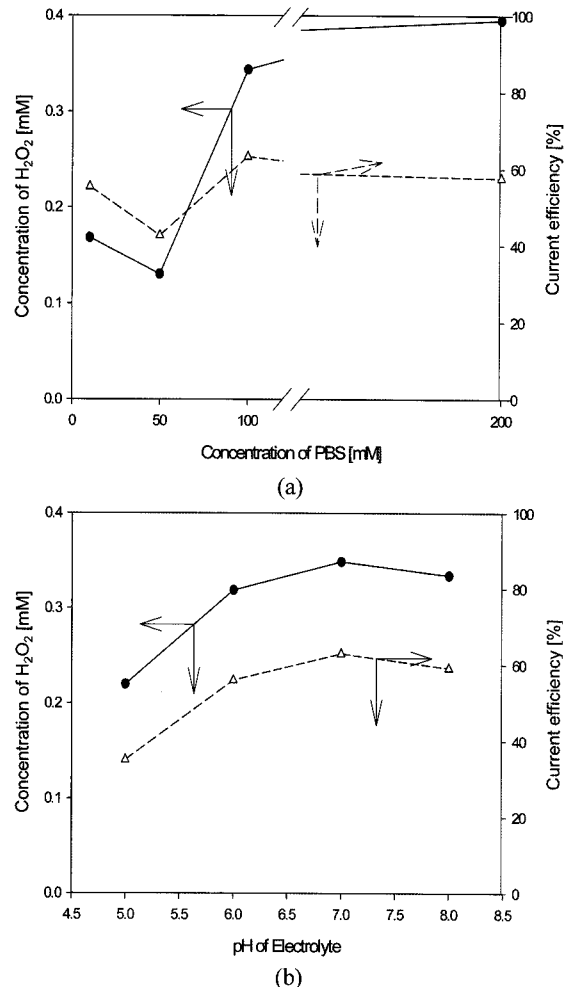 0.4
0.3
0.2
0.1
0.0
Concentration of H₂O₂ [mM]
100
80
60
40
20
0
Current efficiency [%]
0 50 100 200
Concentration of PBS [mM]
(a)
0.4
0.3
0.2
0.1
0.0
Concentration of H₂O₂ [mM]
100
80
60
40
20
0
Current efficiency [%]
4.5 5.0 5.5 6.0 6.5 7.0 7.5 8.0 8.5
pH of Electrolyte
(b)